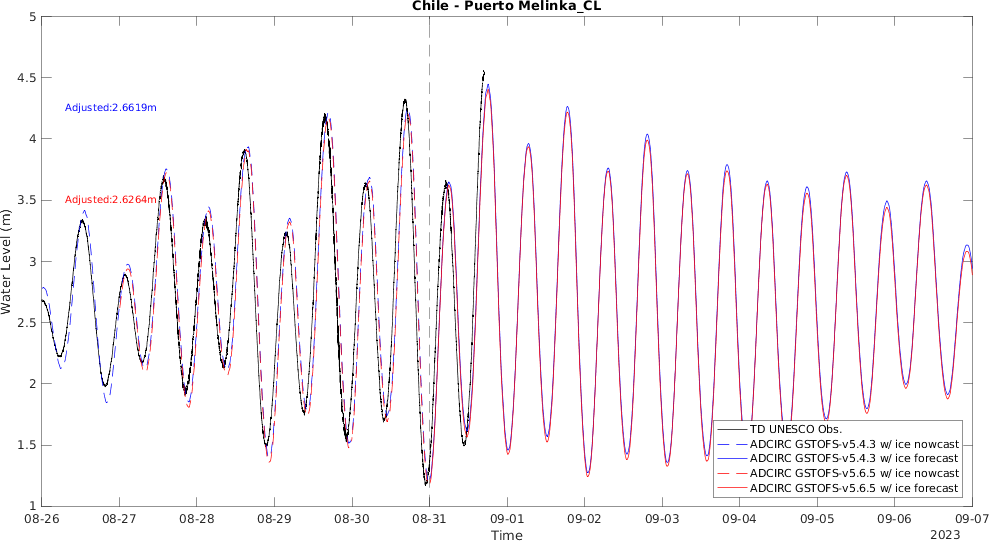 Chile - Puerto Melinka_CL
5
4.5
4
3.5
3
2.5
2
1.5
1
Water Level (m)
Adjusted:2.6619m
Adjusted:2.6264m
TD UNESCO Obs.
ADCIRC GSTOFS-v5.4.3 w/ ice nowcast
ADCIRC GSTOFS-v5.4.3 w/ ice forecast
ADCIRC GSTOFS-v5.6.5 w/ ice nowcast
ADCIRC GSTOFS-v5.6.5 w/ ice forecast
08-26 08-27 08-28 08-29 08-30 08-31 09-01 09-02 09-03 09-04 09-05 09-06 09-07
Time
2023